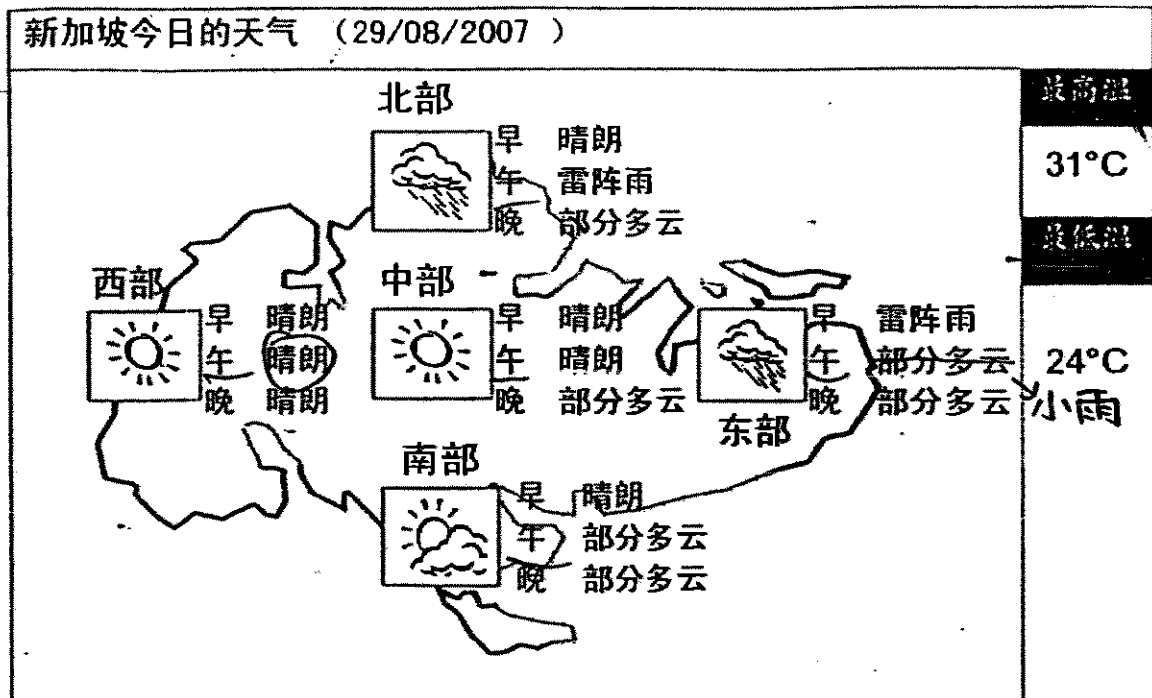 新加坡今日的天气 （29/08/2007 ）
最高温
31°C
最低温
24°C
北部
早 晴朗
午 雷阵雨
晚 部分多云
西部
早 晴朗
午 晴朗
晚 晴朗
中部
早 晴朗
午 晴朗
晚 部分多云
东部
早 雷阵雨
午 部分多云
小雨
晚 部分多云
南部
早 晴朗
午 部分多云
晚 部分多云